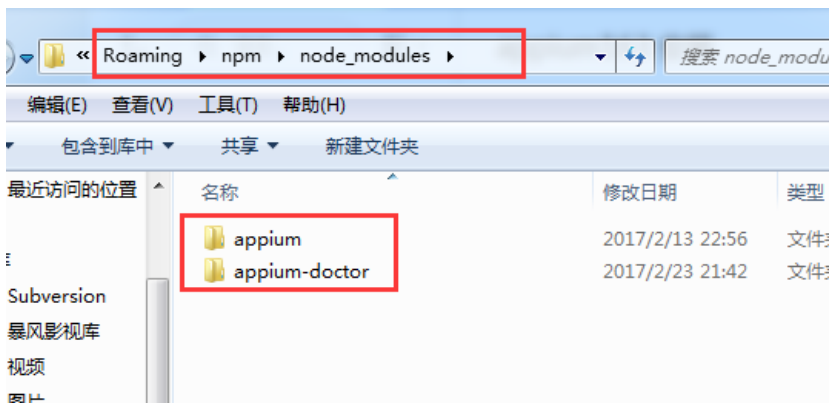 « Roaming ▸ npm ▸ node_modules ▸ 搜索 node_modu
编辑(E) 查看(V) 工具(T) 帮助(H)
包含到库中 共享 新建文件夹
最近访问的位置 名称 修改日期 类型
appium 2017/2/13 22:56 文件
appium-doctor 2017/2/23 21:42 文件
Subversion
暴风影视库
视频
图片